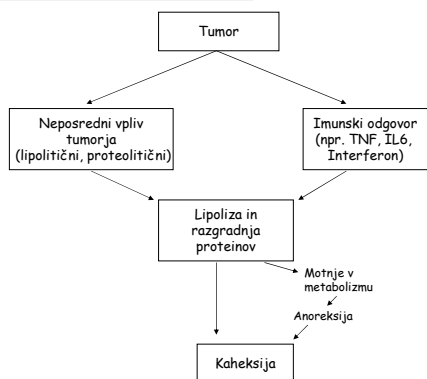 Tumor
Neposredni vpliv
tumorja
(lipolitični, proteolitični)
Imunski odgovor
(npr. TNF, IL6,
Interferon)
Lipoliza in
razgradnja
proteinov
Motnje v
metabolizmu
Anoreksija
Kaheksija